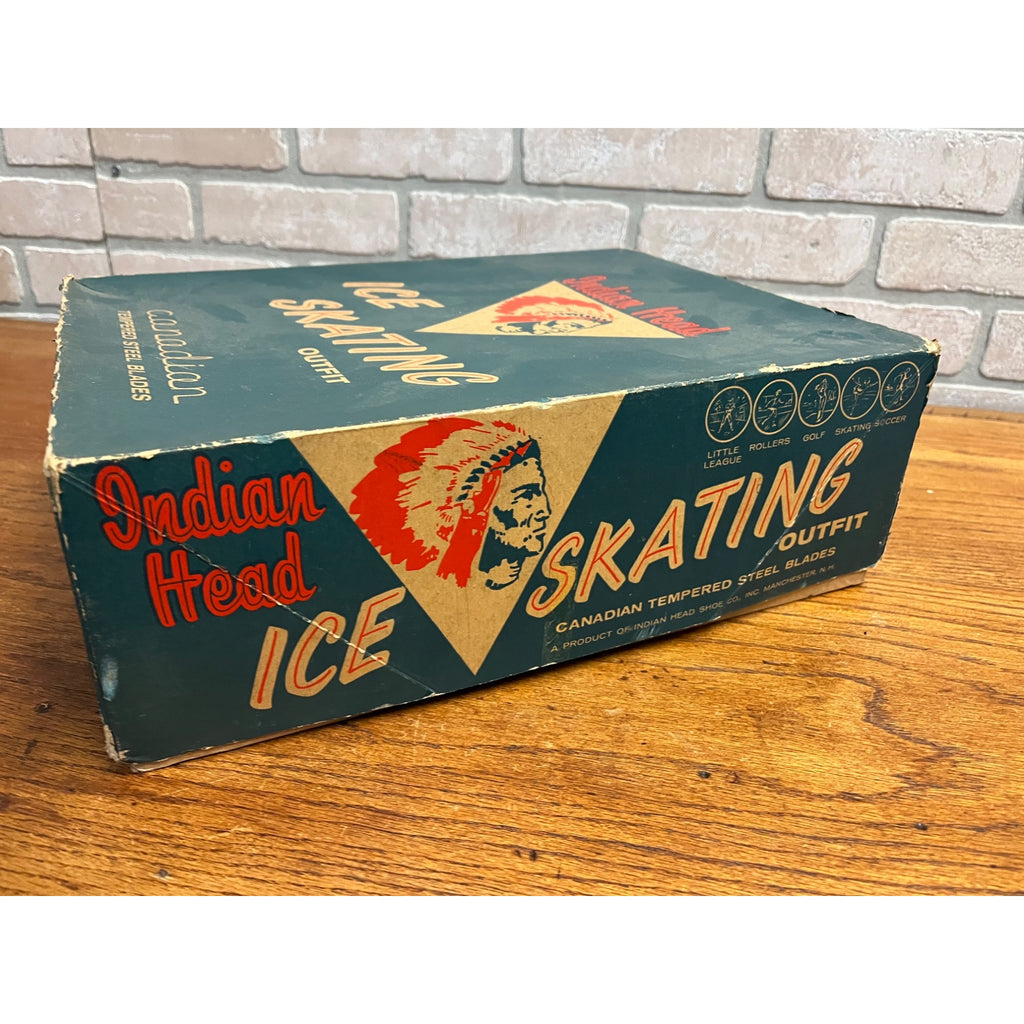 Indian Head
ICE
SKATING
OUTFIT
Canadian
TEMPERED STEEL BLADES
Indian
Head
ICE SKATING
OUTFIT
CANADIAN TEMPERED STEEL BLADES
A PRODUCT OF INDIAN HEAD SHOE CO., INC. MANCHESTER, N.H.
LITTLE
LEAGUE
ROLLERS
GOLF
SKATING
SOCCER